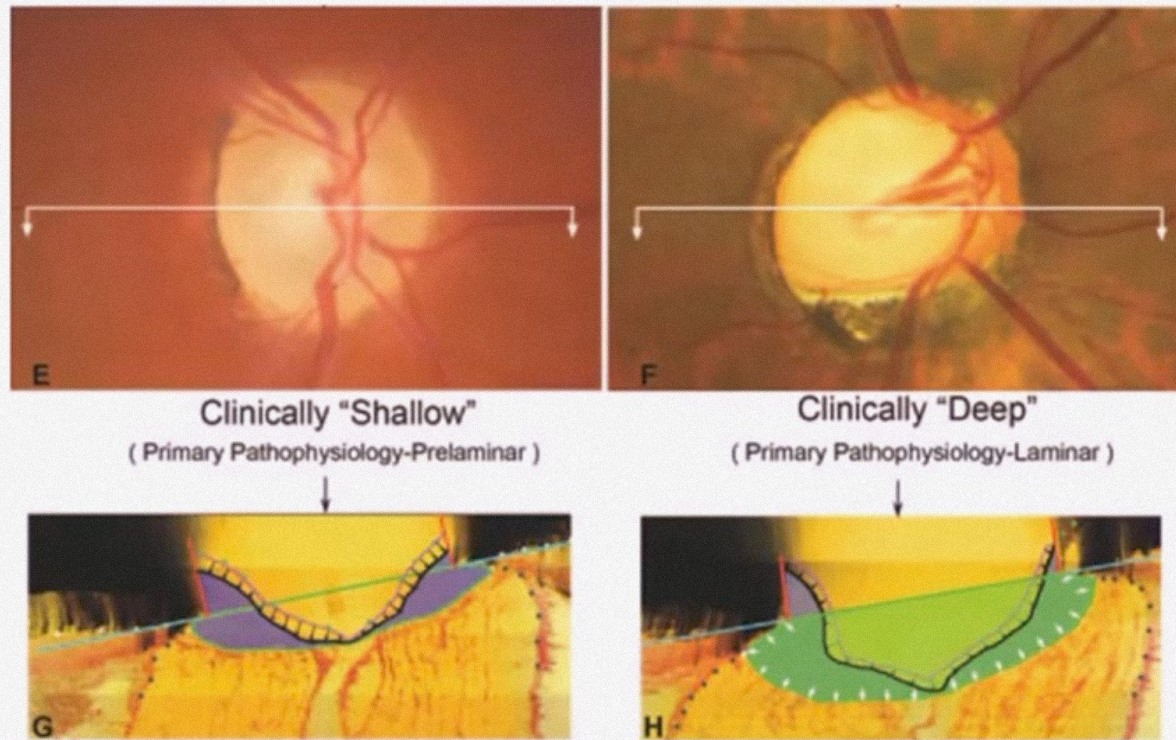 E
F
Clinically “Shallow”
( Primary Pathophysiology-Prelaminar )
Clinically “Deep”
( Primary Pathophysiology-Laminar )
G
H